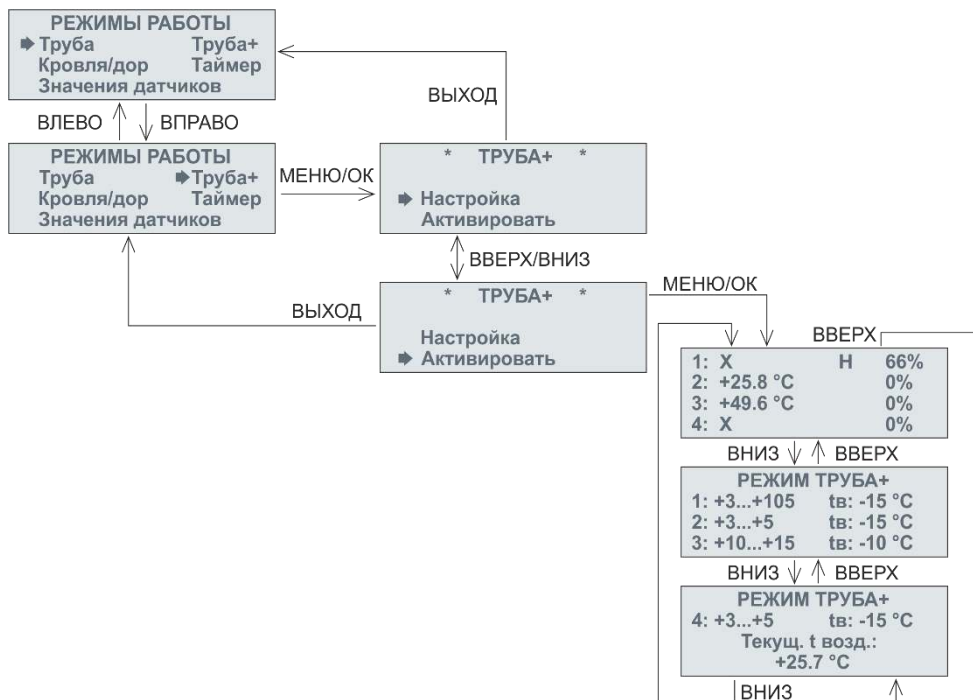 РЕЖИМЫ РАБОТЫ
Труба Труба+
Кровля/дор Таймер
Значения датчиков
ВЫХОД
ВЛЕВО ВПРАВО
РЕЖИМЫ РАБОТЫ
Труба Труба+
Кровля/дор Таймер
Значения датчиков
МЕНЮ/ОК
* ТРУБА+ *
Настройка
Активировать
ВВЕРХ/ВНИЗ
* ТРУБА+ *
Настройка
Активировать
ВЫХОД
МЕНЮ/ОК
ВВЕРХ
1: X Н 66%
2: +25.8 °C 0%
3: +49.6 °C 0%
4: X 0%
ВНИЗ ВВЕРХ
РЕЖИМ ТРУБА+
1: +3...+105 tв: -15 °C
2: +3...+5 tв: -15 °C
3: +10...+15 tв: -10 °C
ВНИЗ ВВЕРХ
РЕЖИМ ТРУБА+
4: +3...+5 tв: -15 °C
Текущ. t возд.:
+25.7 °C
ВНИЗ